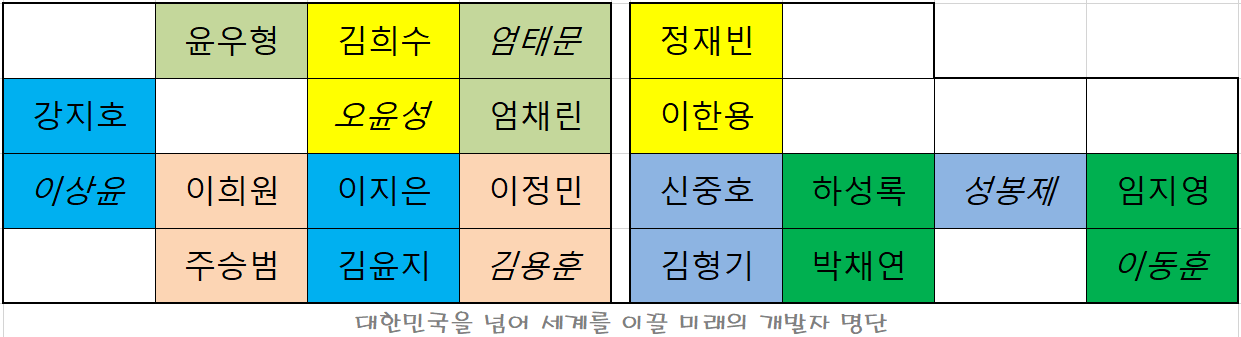 윤우형 김희수 엄태문 정재빈
강지호 오윤성 엄채린 이한용
이상윤 이희원 이지은 이정민 신중호 하성록 성봉제 임지영
주승범 김윤지 김용훈 김형기 박채연 이동훈
대한민국을 넘어 세계를 이끌 미래의 개발자 명단